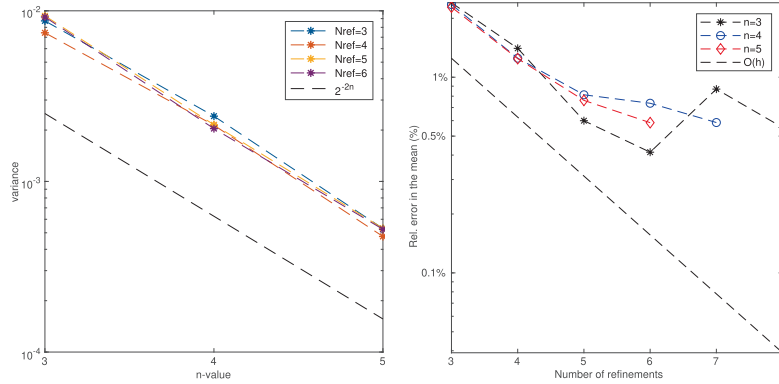 10^-2
10^-3
10^-4
variance
3
4
5
n-value
Nref=3
Nref=4
Nref=5
Nref=6
2^-2n
1%
0.5%
0.1%
Rel. error in the mean (%)
3
4
5
6
7
Number of refinements
n=3
n=4
n=5
O(h)